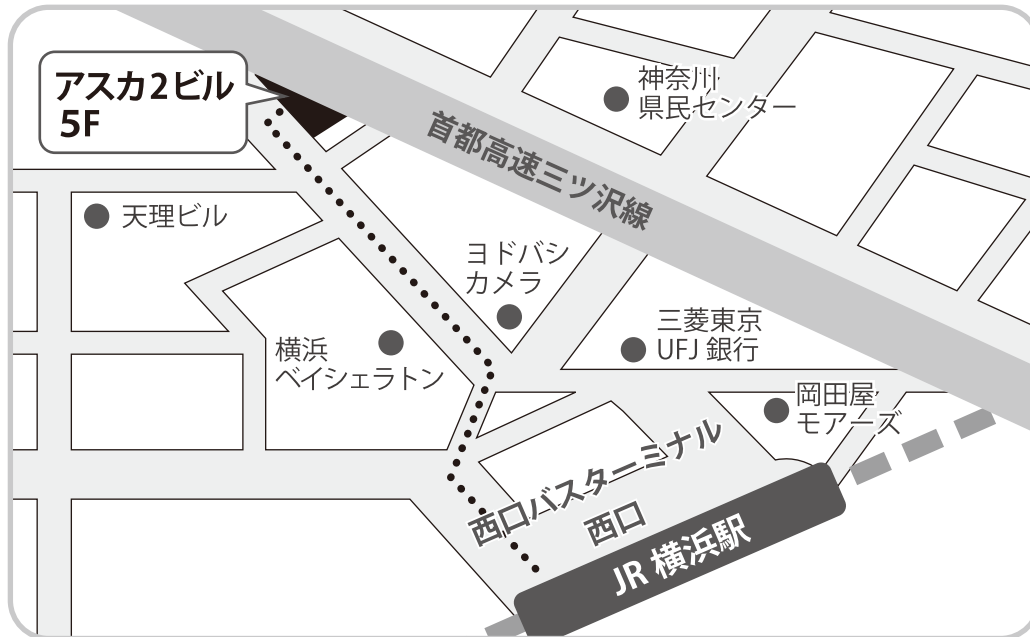 アスカ2ビル
5F
神奈川
県民センター
首都高速三ツ沢線
天理ビル
ヨドバシ
カメラ
三菱東京
UFJ 銀行
横浜
ベイシェラトン
岡田屋
モアーズ
西口バスターミナル
西口
JR 横浜駅